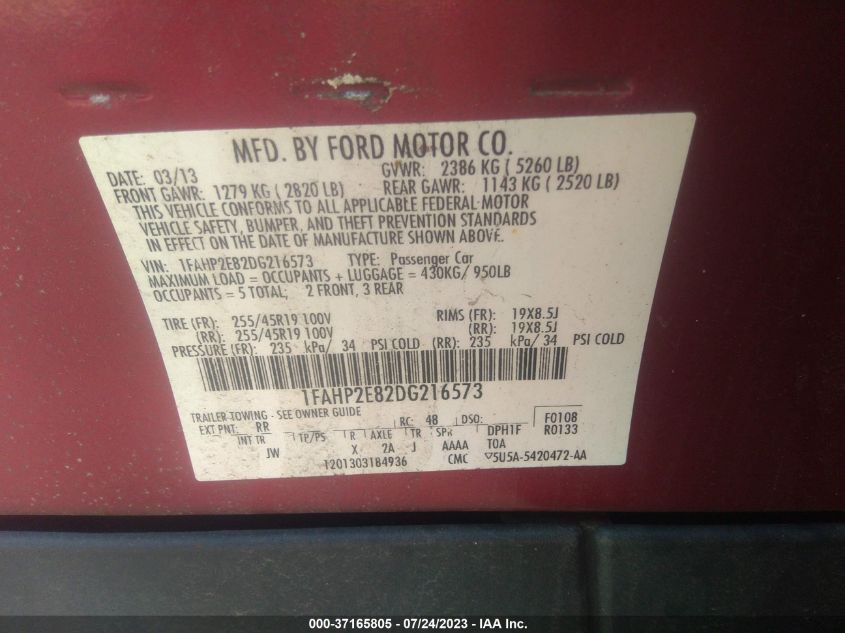 MFD. BY FORD MOTOR CO.
DATE: 03/13 GVWR: 2386 KG ( 5260 LB)
FRONT GAWR: 1279 KG ( 2820 LB) REAR GAWR: 1143 KG ( 2520 LB)
THIS VEHICLE CONFORMS TO ALL APPLICABLE FEDERAL MOTOR
VEHICLE SAFETY, BUMPER, AND THEFT PREVENTION STANDARDS
IN EFFECT ON THE DATE OF MANUFACTURE SHOWN ABOVE.
VIN: 1FAHP2E82DG216573 TYPE: Passenger Car
MAXIMUM LOAD = OCCUPANTS + LUGGAGE = 430KG/ 950LB
OCCUPANTS = 5 TOTAL; 2 FRONT, 3 REAR
TIRE (FR): 255/45R19 100V RIMS (FR): 19X8.5J
(RR): 255/45R19 100V (RR): 19X8.5J
PRESSURE (FR): 235 kPa/ 34 PSI COLD (RR): 235 kPa/ 34 PSI COLD
1FAHP2E82DG216573
TRAILER TOWING - SEE OWNER GUIDE
EXT PNT: RR RC: 48 DSO: F0108
INT TR TP/PS R AXLE TR SPR DPH1F R0133
JW X 2A J AAAA TOA
1201303184936 CMC ▽5U5A-5420472-AA
000-37165805 / 07/24/2023 - IAA Inc.